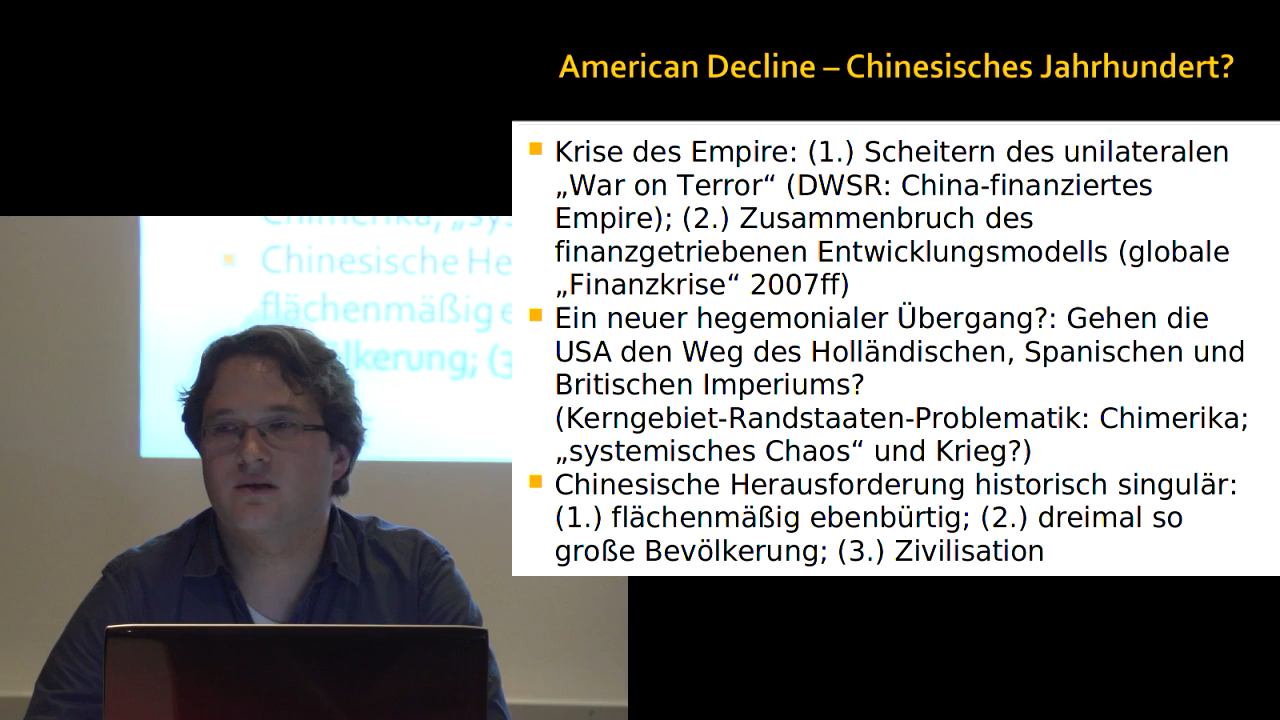 American Decline – Chinesisches Jahrhundert?
Krise des Empire: (1.) Scheitern des unilateralen
„War on Terror“ (DWSR: China-finanziertes
Empire); (2.) Zusammenbruch des
finanzgetriebenen Entwicklungsmodells (globale
„Finanzkrise“ 2007ff)
Ein neuer hegemonialer Übergang?: Gehen die
USA den Weg des Holländischen, Spanischen und
Britischen Imperiums?
(Kerngebiet-Randstaaten-Problematik: Chimerika;
„systemisches Chaos“ und Krieg?)
Chinesische Herausforderung historisch singulär:
(1.) flächenmäßig ebenbürtig; (2.) dreimal so
große Bevölkerung; (3.) Zivilisation
Chinesische He
flächenmäßig e
lkerung; (3